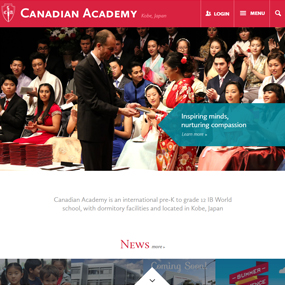 CANADIAN ACADEMY Kobe, Japan
LOGIN
MENU
Inspiring minds,
nurturing compassion
Learn more »
Canadian Academy is an international pre-K to grade 12 IB World
school, with dormitory facilities and located in Kobe, Japan
NEWS more »
Coming Soon!
SUMMER